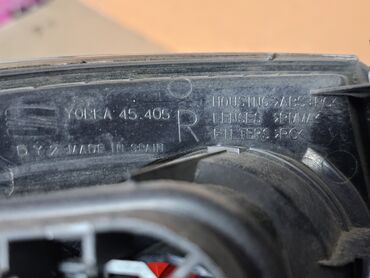 YORKA 45.405
R
HOUSING >ABS+PC<
LENSES >PMMA<
FILTERS >PC<
D Y Z MADE IN SPAIN